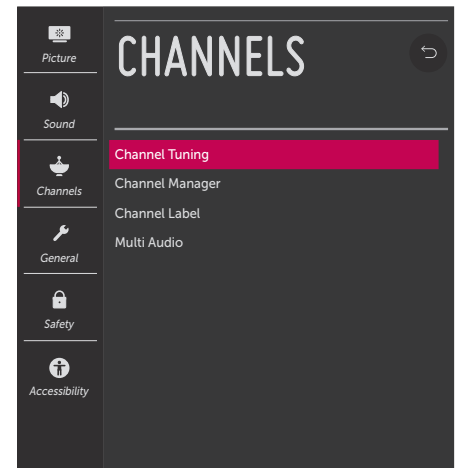 Picture
Sound
Channels
General
Safety
Accessibility
CHANNELS
Channel Tuning
Channel Manager
Channel Label
Multi Audio